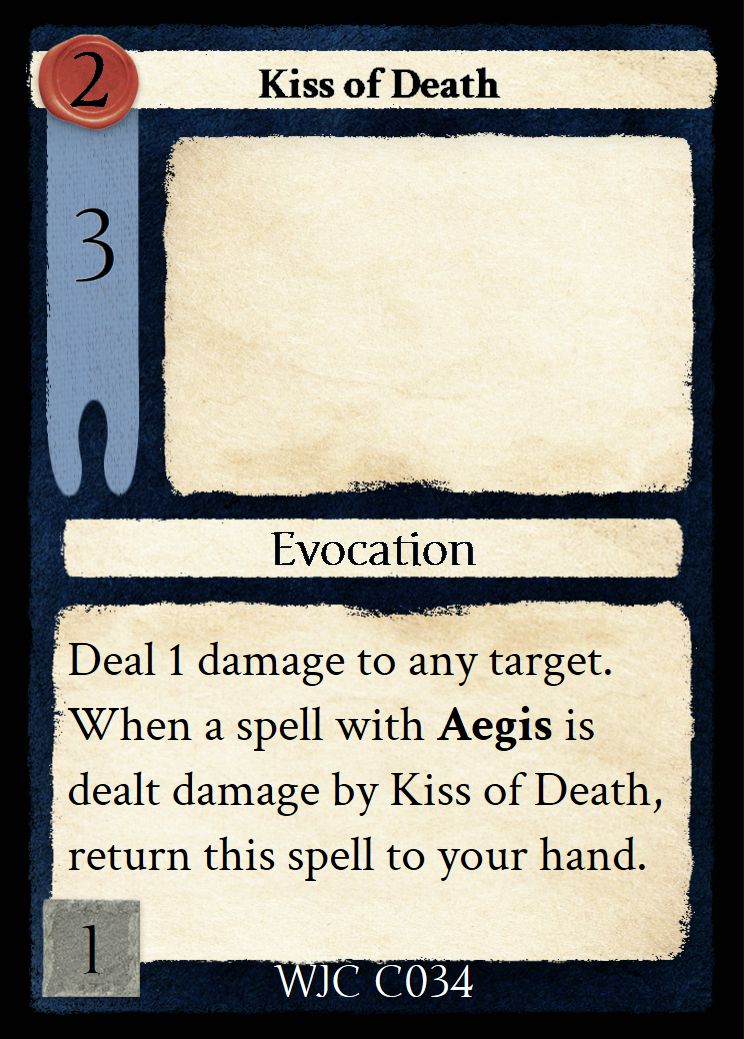 2
Kiss of Death
3
Evocation
Deal 1 damage to any target.
When a spell with Aegis is
dealt damage by Kiss of Death,
return this spell to your hand.
1
WJC C034